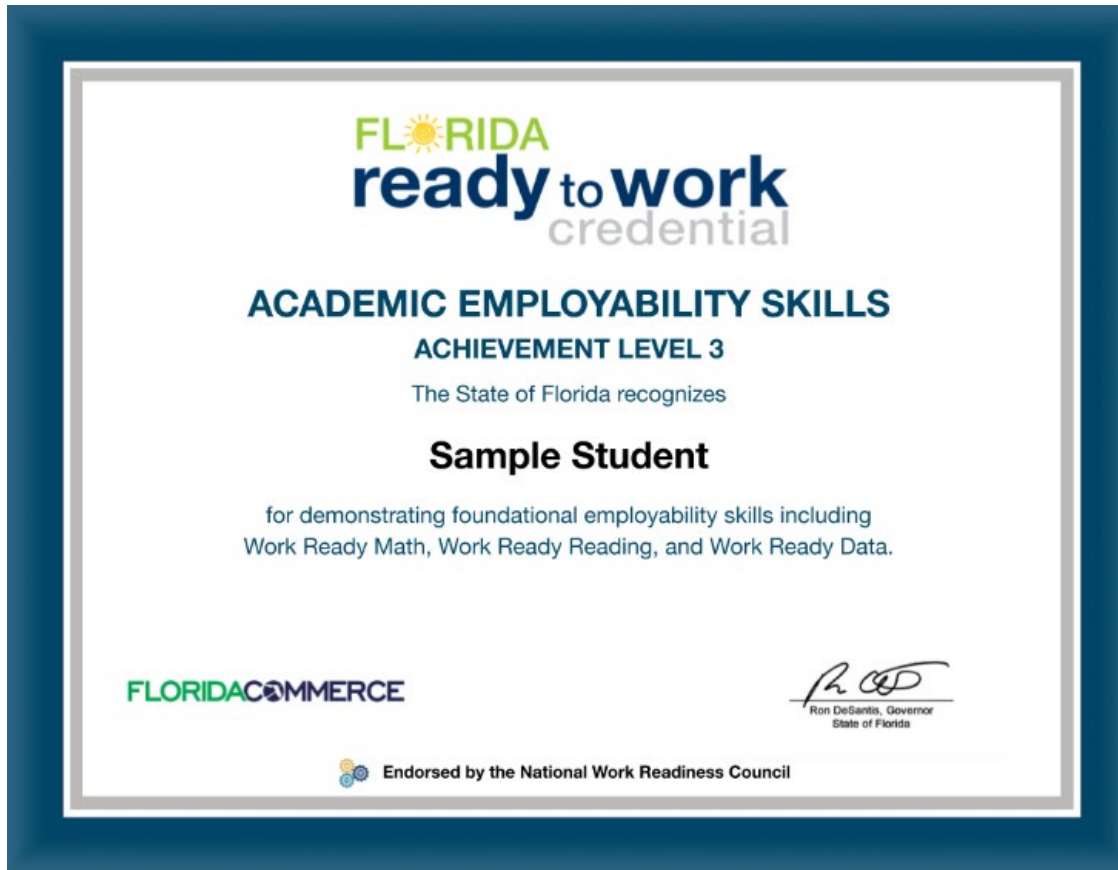 FLORIDA
ready to work
credential
ACADEMIC EMPLOYABILITY SKILLS
ACHIEVEMENT LEVEL 3
The State of Florida recognizes
Sample Student
for demonstrating foundational employability skills including
Work Ready Math, Work Ready Reading, and Work Ready Data.
FLORIDACOMMERCE
Ron DeSantis, Governor
State of Florida
Endorsed by the National Work Readiness Council